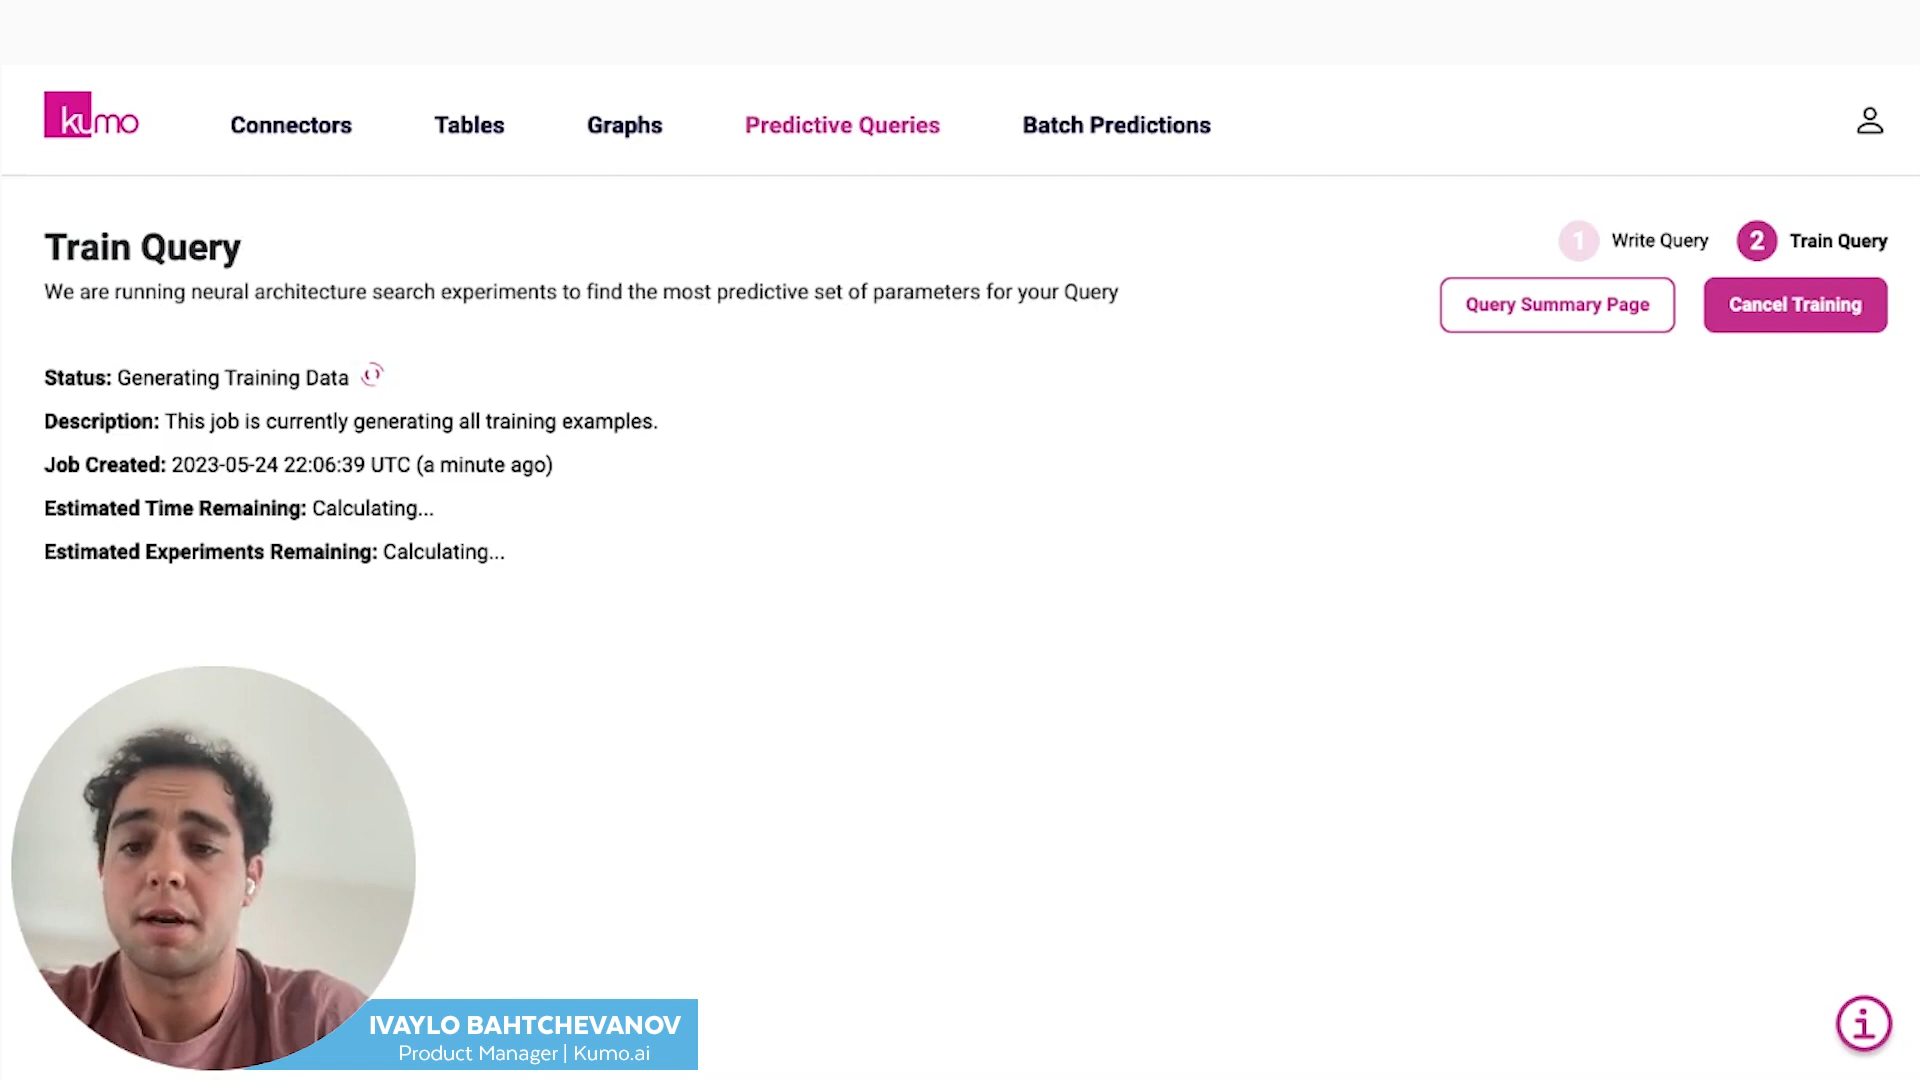 kumo
Connectors
Tables
Graphs
Predictive Queries
Batch Predictions
Train Query
We are running neural architecture search experiments to find the most predictive set of parameters for your Query
1 Write Query
2 Train Query
Query Summary Page
Cancel Training
Status: Generating Training Data
Description: This job is currently generating all training examples.
Job Created: 2023-05-24 22:06:39 UTC (a minute ago)
Estimated Time Remaining: Calculating...
Estimated Experiments Remaining: Calculating...
IVAYLO BAHTCHEVANOV
Product Manager | Kumo.ai